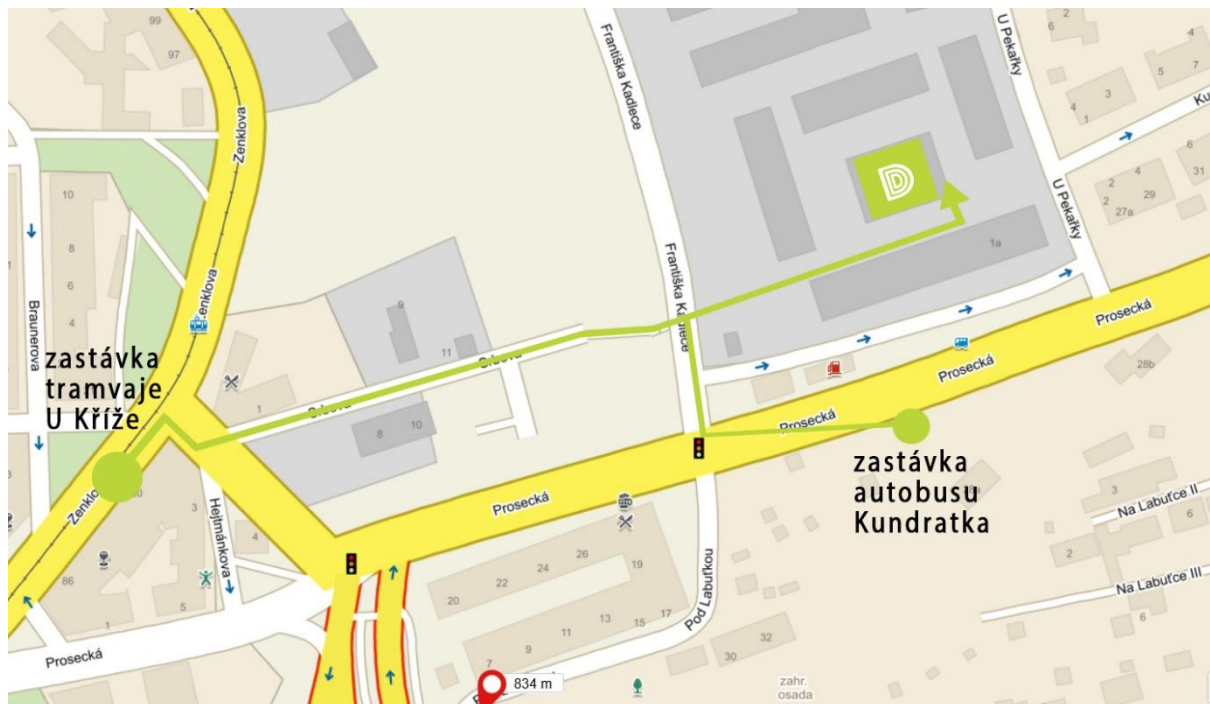 99
97
Zenklova
Františka Kadlece
U Pekařky
2
6
4
5
7
3
4
1
6
31
2
4
29
2
27a
U Pekařky
1a
D
10
8
6
4
Braunerova
Zenklova
Františka Kadlece
9
11
zastávka
tramvaje
U Kříže
1
8
10
Prosecká
Prosecká
Prosecká
28b
zastávka
autobusu
Kundratka
3
Na Labuťce II
6
2
Na Labuťce III
6
3
4
Hejtmánkova
86
1
5
Prosecká
Prosecká
26
24
22
20
19
17
15
13
11
9
7
Pod Labuťkou
32
30
834 m
zahr.
osada